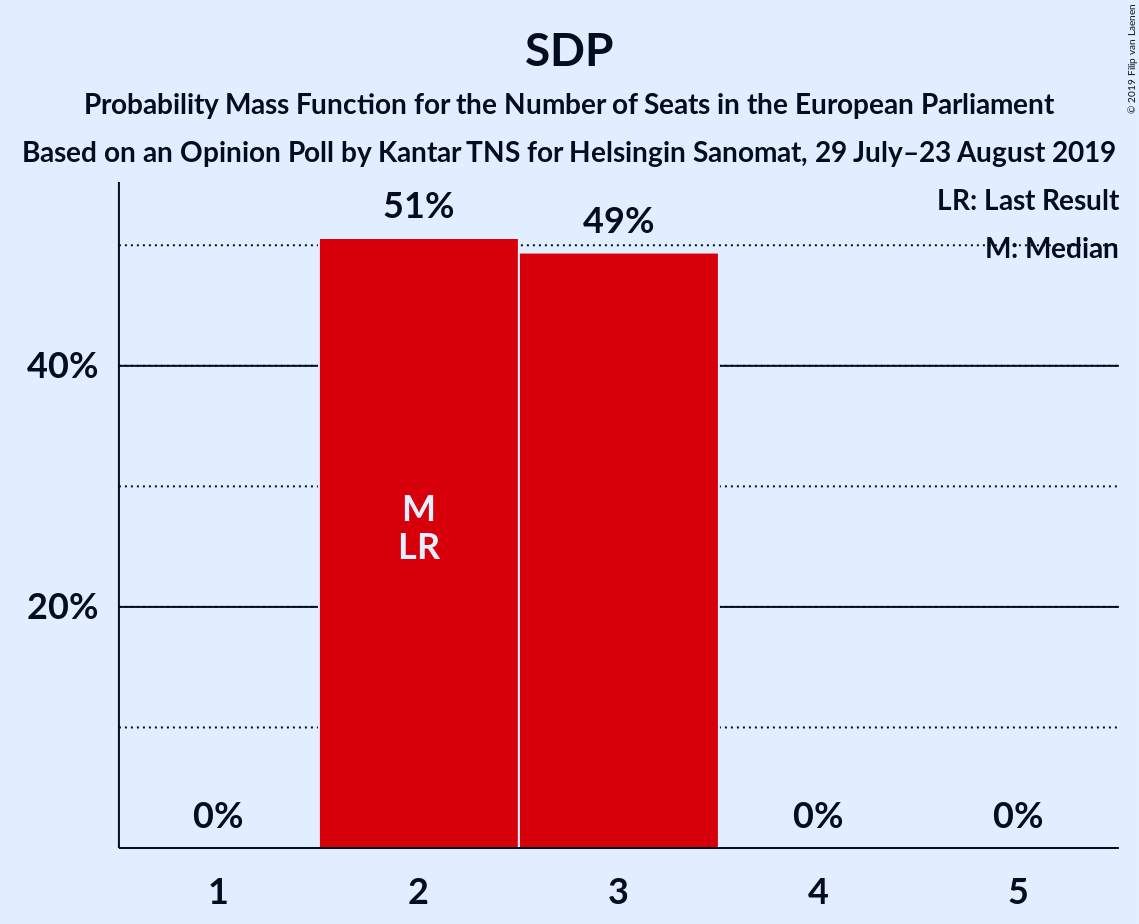 SDP
Probability Mass Function for the Number of Seats in the European Parliament
Based on an Opinion Poll by Kantar TNS for Helsingin Sanomat, 29 July–23 August 2019
© 2019 Filip van Laenen
LR: Last Result
M: Median
51%
49%
40%
20%
M
LR
0%
0%
0%
1
2
3
4
5